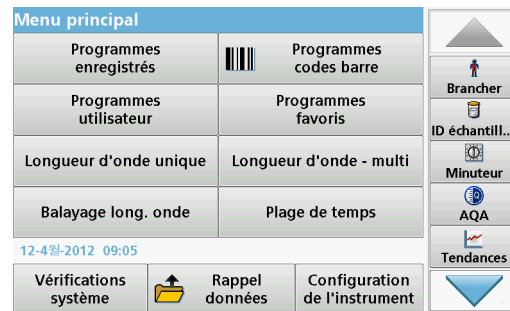 Menu principal
Programmes
enregistrés
Programmes
codes barre
Programmes
utilisateur
Programmes
favoris
Longueur d'onde unique
Longueur d'onde - multi
Balayage long. onde
Plage de temps
12-4월-2012 09:05
Vérifications
système
Rappel
données
Configuration
de l'instrument
Brancher
ID échantill..
Minuteur
AQA
Tendances